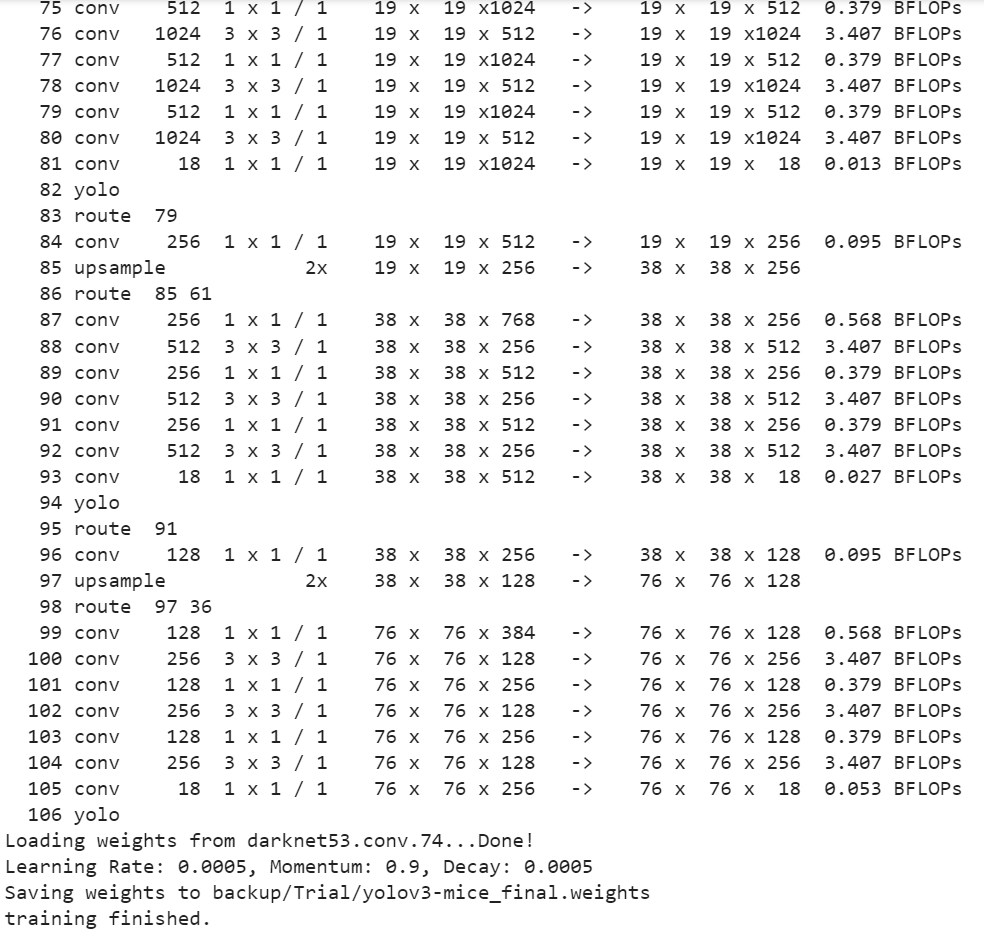 75 conv 512 1 x 1 / 1 19 x 19 x1024 -> 19 x 19 x 512 0.379 BFLOPs
76 conv 1024 3 x 3 / 1 19 x 19 x 512 -> 19 x 19 x1024 3.407 BFLOPs
77 conv 512 1 x 1 / 1 19 x 19 x1024 -> 19 x 19 x 512 0.379 BFLOPs
78 conv 1024 3 x 3 / 1 19 x 19 x 512 -> 19 x 19 x1024 3.407 BFLOPs
79 conv 512 1 x 1 / 1 19 x 19 x1024 -> 19 x 19 x 512 0.379 BFLOPs
80 conv 1024 3 x 3 / 1 19 x 19 x 512 -> 19 x 19 x1024 3.407 BFLOPs
81 conv 18 1 x 1 / 1 19 x 19 x1024 -> 19 x 19 x 18 0.013 BFLOPs
82 yolo
83 route 79
84 conv 256 1 x 1 / 1 19 x 19 x 512 -> 19 x 19 x 256 0.095 BFLOPs
85 upsample 2x 19 x 19 x 256 -> 38 x 38 x 256
86 route 85 61
87 conv 256 1 x 1 / 1 38 x 38 x 768 -> 38 x 38 x 256 0.568 BFLOPs
88 conv 512 3 x 3 / 1 38 x 38 x 256 -> 38 x 38 x 512 3.407 BFLOPs
89 conv 256 1 x 1 / 1 38 x 38 x 512 -> 38 x 38 x 256 0.379 BFLOPs
90 conv 512 3 x 3 / 1 38 x 38 x 256 -> 38 x 38 x 512 3.407 BFLOPs
91 conv 256 1 x 1 / 1 38 x 38 x 512 -> 38 x 38 x 256 0.379 BFLOPs
92 conv 512 3 x 3 / 1 38 x 38 x 256 -> 38 x 38 x 512 3.407 BFLOPs
93 conv 18 1 x 1 / 1 38 x 38 x 512 -> 38 x 38 x 18 0.027 BFLOPs
94 yolo
95 route 91
96 conv 128 1 x 1 / 1 38 x 38 x 256 -> 38 x 38 x 128 0.095 BFLOPs
97 upsample 2x 38 x 38 x 128 -> 76 x 76 x 128
98 route 97 36
99 conv 128 1 x 1 / 1 76 x 76 x 384 -> 76 x 76 x 128 0.568 BFLOPs
100 conv 256 3 x 3 / 1 76 x 76 x 128 -> 76 x 76 x 256 3.407 BFLOPs
101 conv 128 1 x 1 / 1 76 x 76 x 256 -> 76 x 76 x 128 0.379 BFLOPs
102 conv 256 3 x 3 / 1 76 x 76 x 128 -> 76 x 76 x 256 3.407 BFLOPs
103 conv 128 1 x 1 / 1 76 x 76 x 256 -> 76 x 76 x 128 0.379 BFLOPs
104 conv 256 3 x 3 / 1 76 x 76 x 128 -> 76 x 76 x 256 3.407 BFLOPs
105 conv 18 1 x 1 / 1 76 x 76 x 256 -> 76 x 76 x 18 0.053 BFLOPs
106 yolo
Loading weights from darknet53.conv.74...Done!
Learning Rate: 0.0005, Momentum: 0.9, Decay: 0.0005
Saving weights to backup/Trial/yolov3-mice_final.weights
training finished.